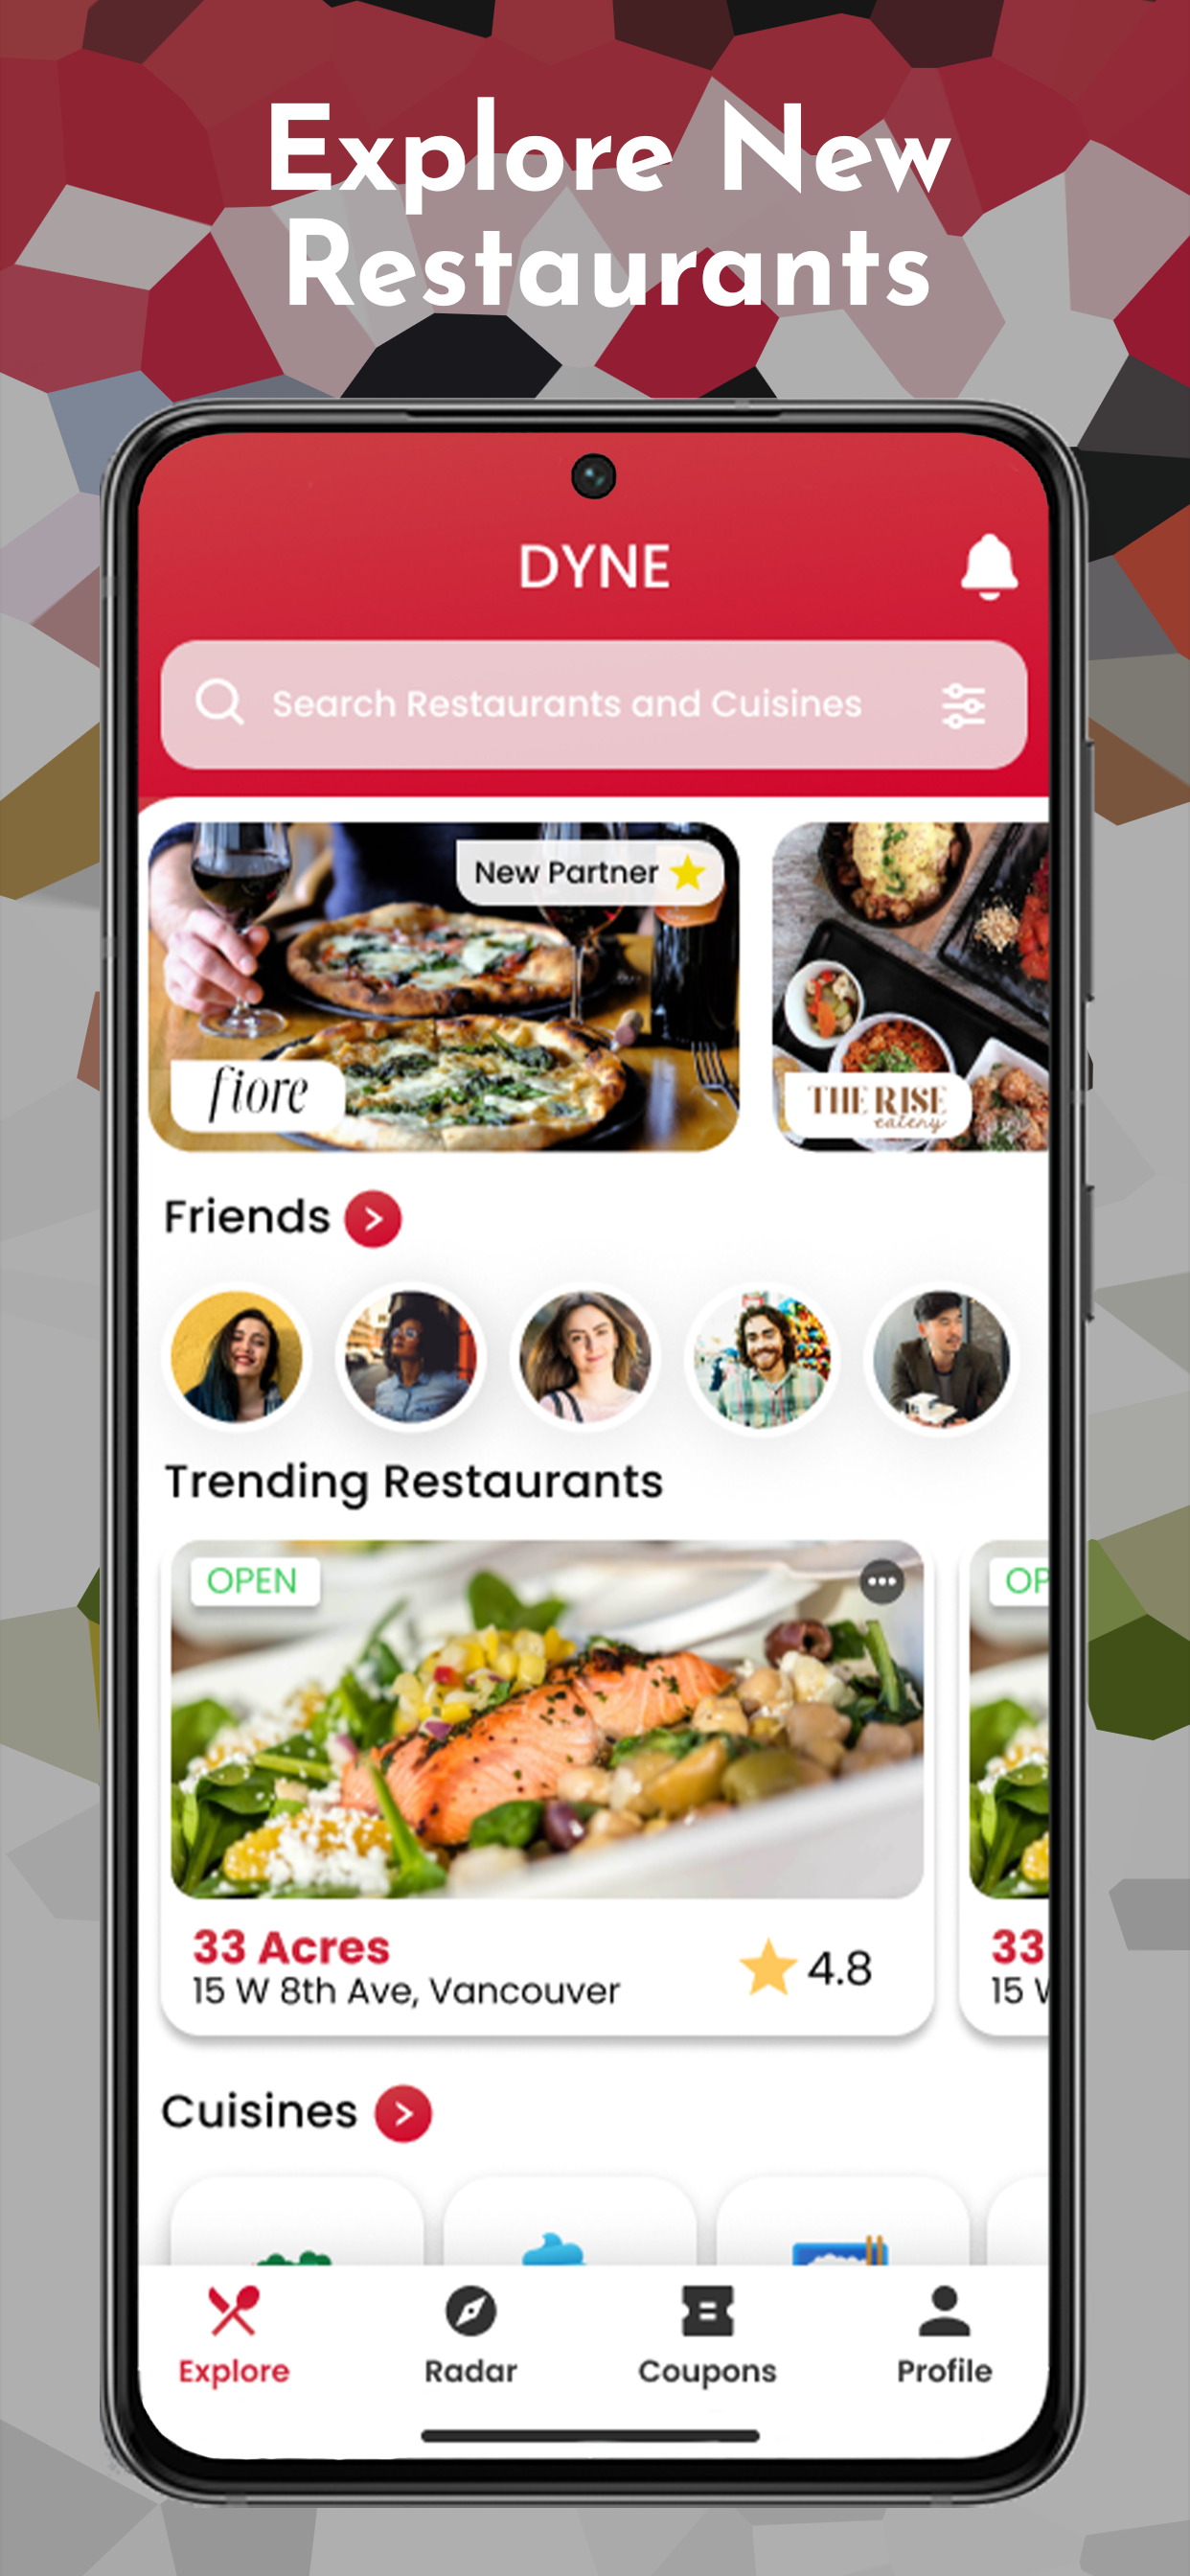 Explore New
Restaurants
DYNE
Search Restaurants and Cuisines
New Partner
fiore
THE RISE
eatery
Friends
Trending Restaurants
OPEN
OP
33 Acres
15 W 8th Ave, Vancouver
4.8
33
15 W
Cuisines
Explore
Radar
Coupons
Profile